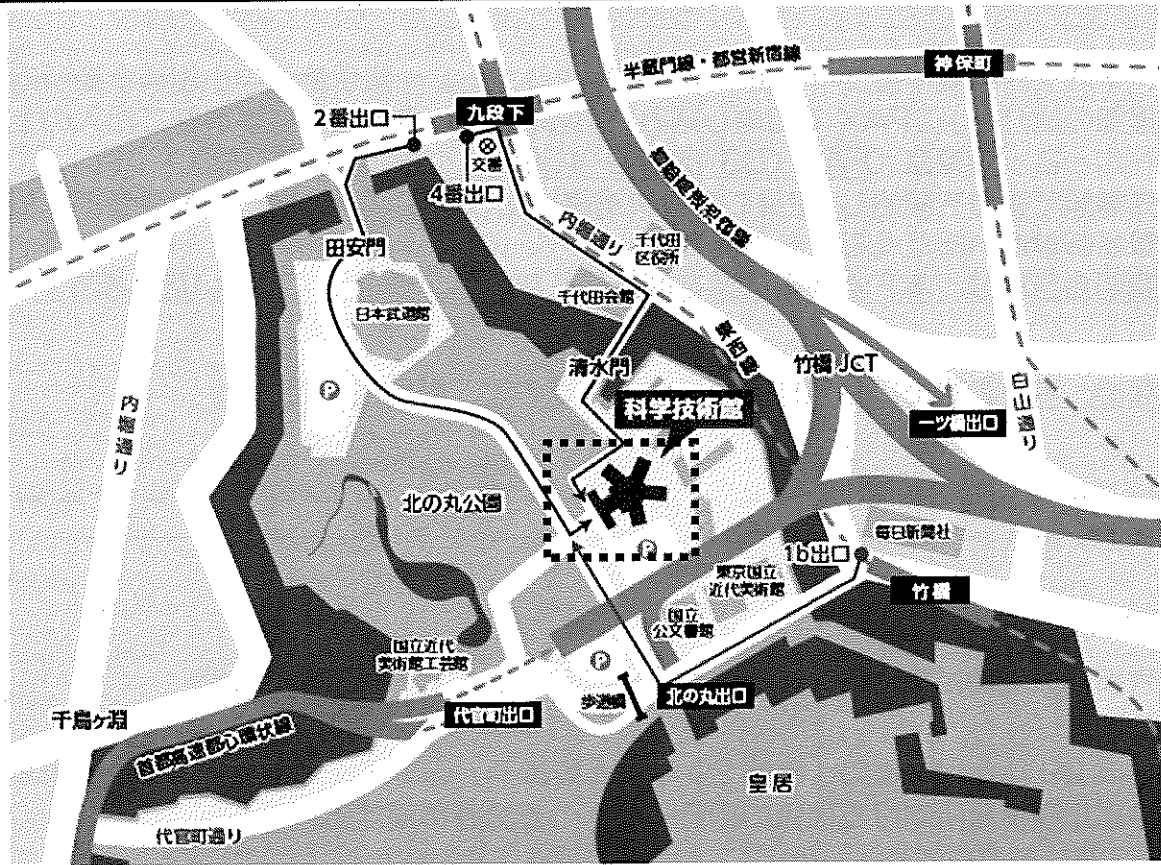 半蔵門線・都営新宿線
神保町
九段下
2番出口
交番
4番出口
首都高速池袋線
内堀通り
千代田
区役所
田安門
千代田会館
日本武道館
東西線
清水門
竹橋 JCT
P
科学技術館
一ツ橋出口
白山通り
内堀通り
北の丸公園
毎日新聞社
1b出口
P
東京国立
近代美術館
竹橋
国立
公文書館
国立近代
美術館工芸館
P
北の丸出口
歩道橋
代官町出口
千鳥ヶ淵
首都高速都心環状線
皇居
代官町通り